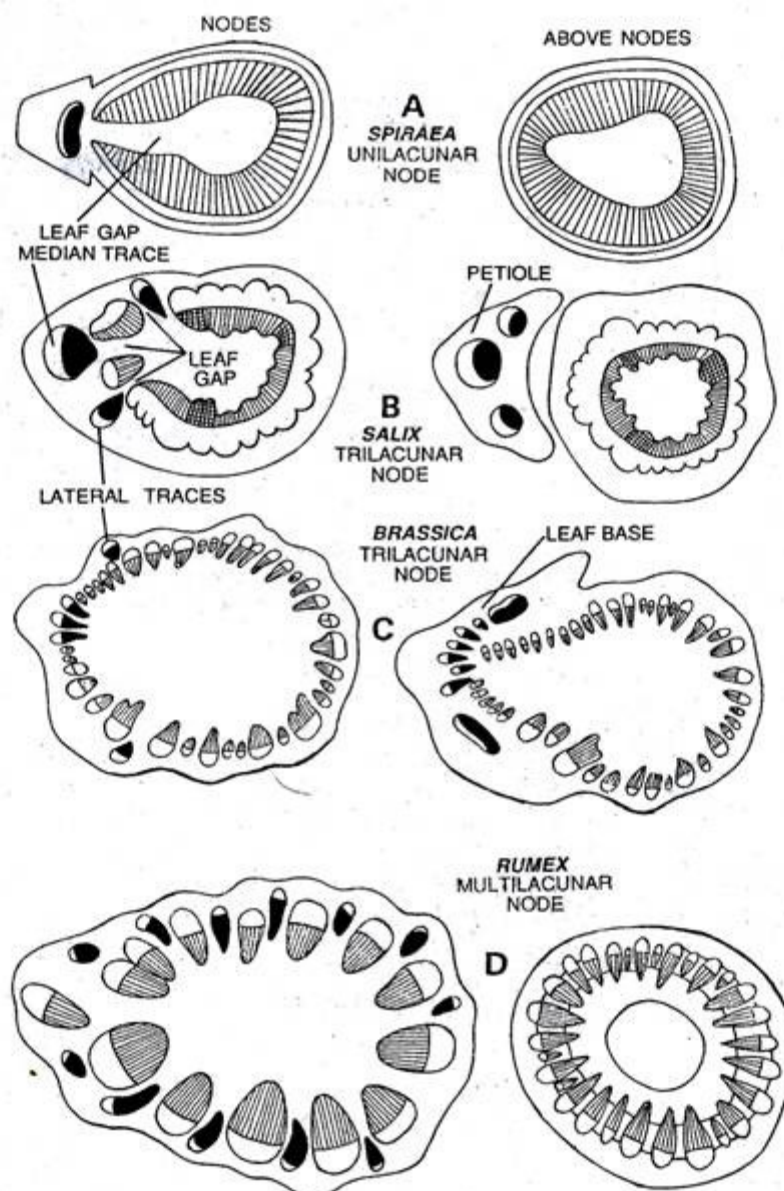 NODES
ABOVE NODES
A
SPIRAEA
UNILACUNAR
NODE
LEAF GAP
MEDIAN TRACE
PETIOLE
LEAF
GAP
B
SALIX
TRILACUNAR
NODE
LATERAL TRACES
BRASSICA
TRILACUNAR
NODE
LEAF BASE
C
RUMEX
MULTILACUNAR
NODE
D